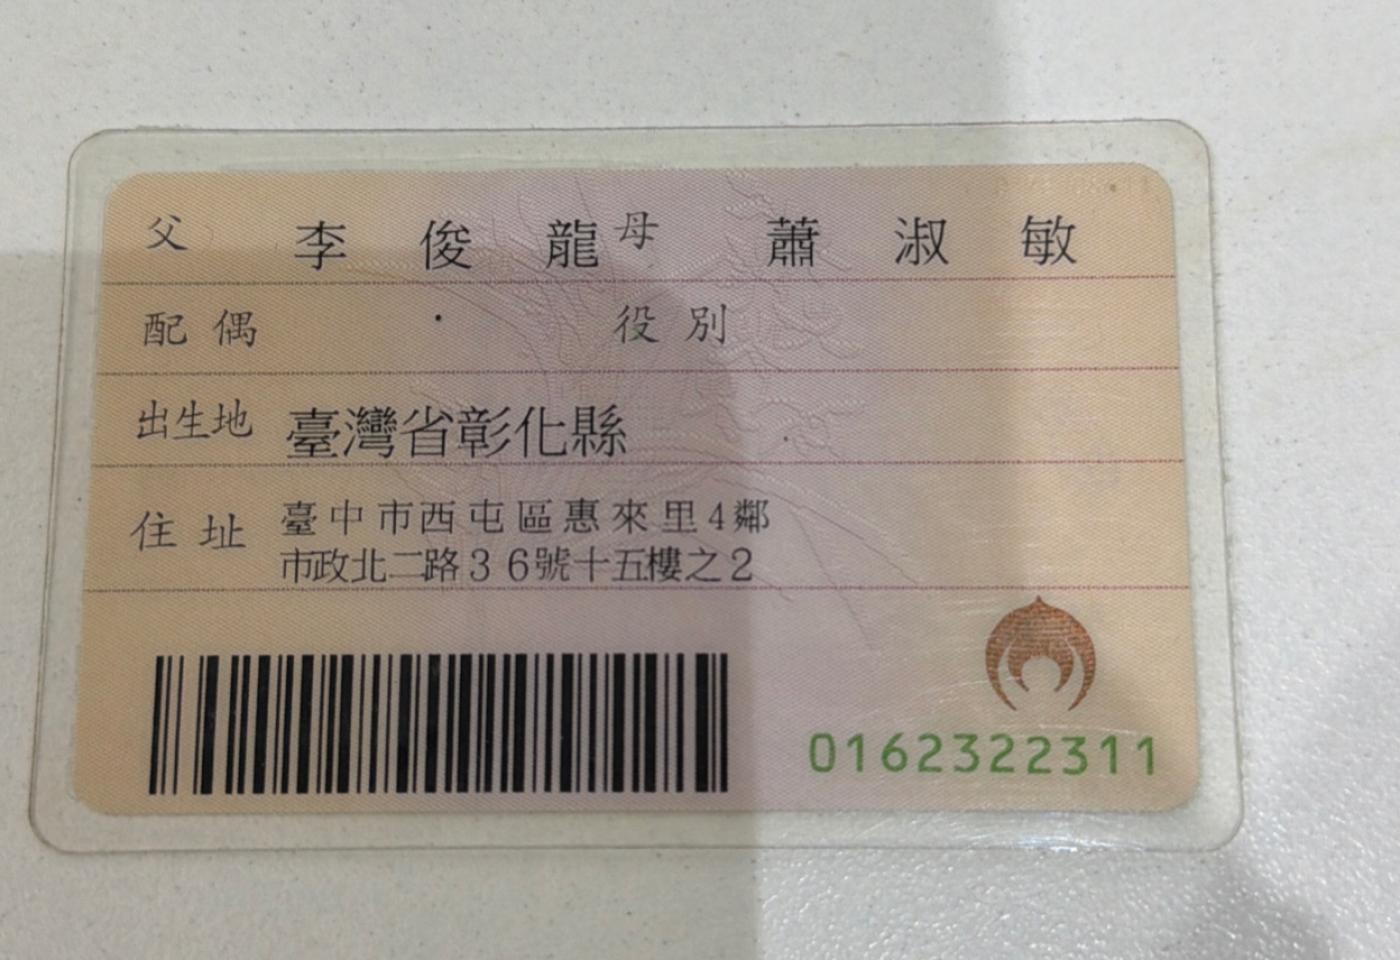 父 李俊龍 母 蕭淑敏
配偶 役別
出生地 臺灣省彰化縣
住址 臺中市西屯區惠來里4鄰
市政北二路36號十五樓之2
0162322311